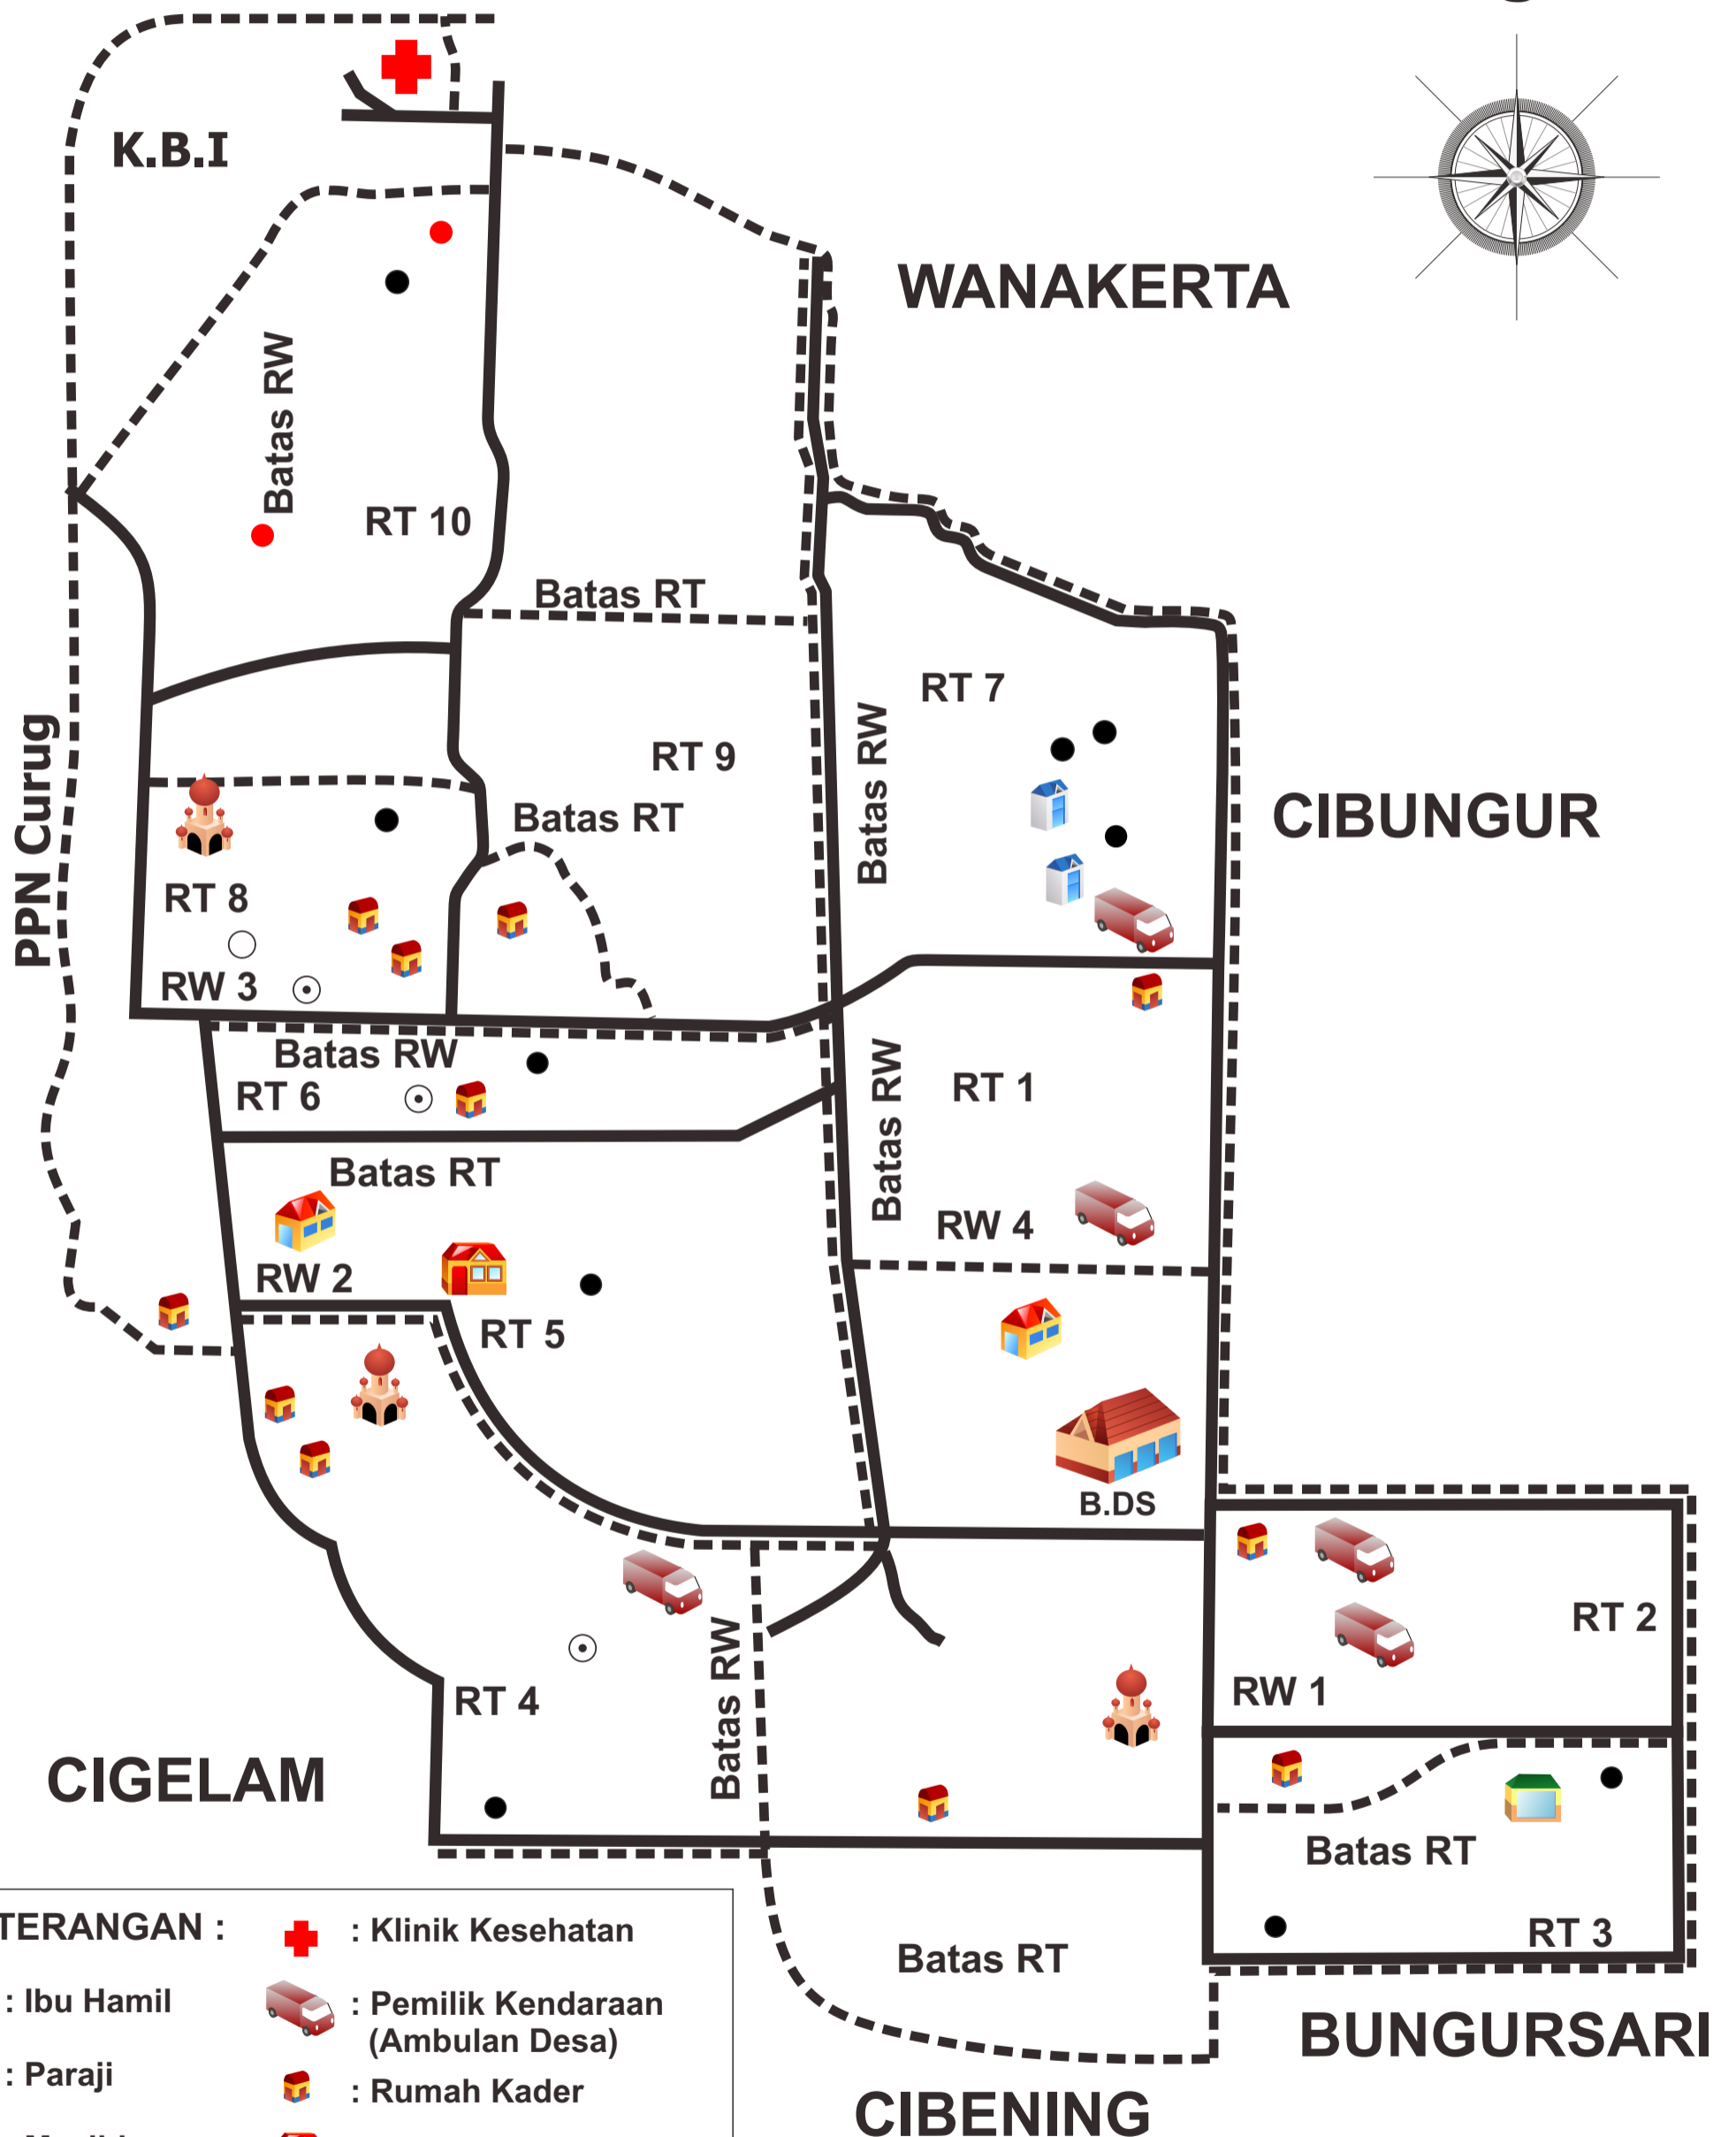 K.B.I
WANAKERTA
Batas RW
RT 10
Batas RT
RT 7
PPN Curug
RT 9
Batas RW
Batas RT
CIBUNGUR
RT 8
RW 3
Batas RW
RT 6
Batas RW
RT 1
Batas RT
RW 4
RW 2
RT 5
B.DS
RT 2
Batas RW
RW 1
RT 4
CIGELAM
Batas RT
RT 3
Batas RT
BUNGURSARI
CIBENING
TERANGAN :
: Klinik Kesehatan
: Ibu Hamil
: Pemilik Kendaraan
(Ambulan Desa)
: Paraji
: Rumah Kader